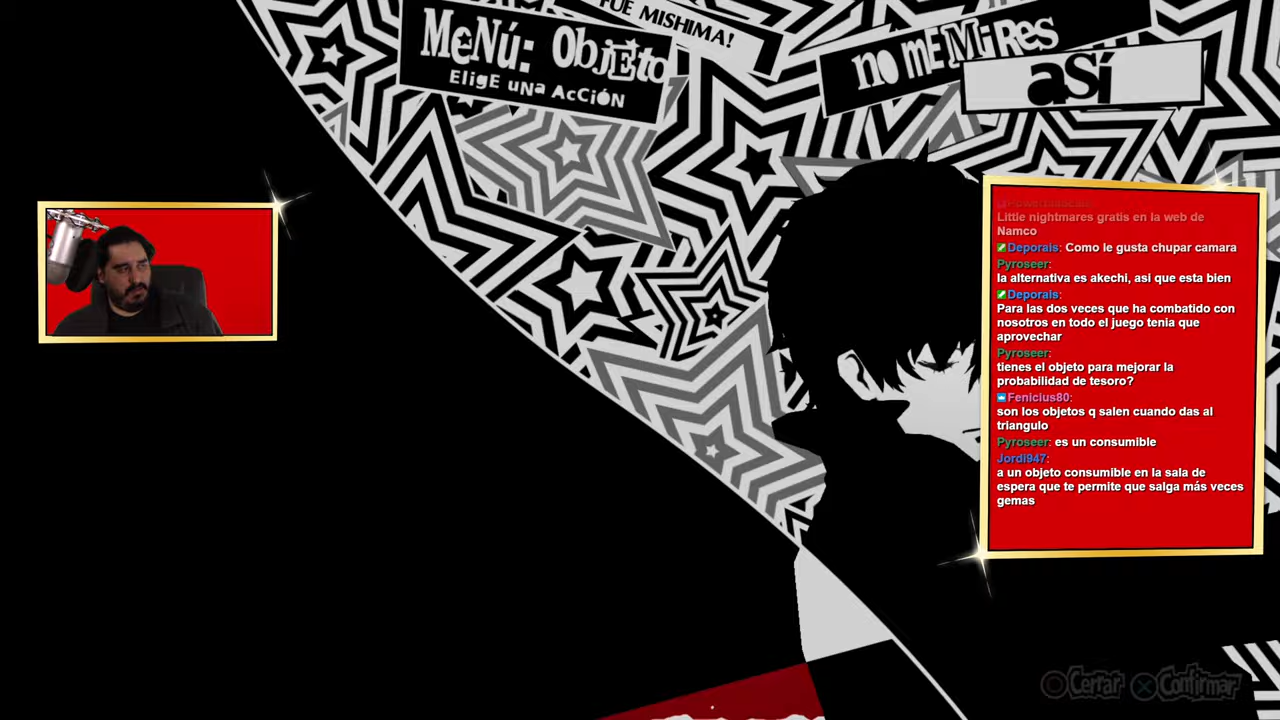 FUE MISHIMA!
MeNú: ObjEto
EligE uNa AcCióN
no mE MiRes
así
Little nightmares gratis en la web de
Namco
Deporais: Como le gusta chupar camara
Pyroseer:
la alternativa es akechi, asi que esta bien
Deporais:
Para las dos veces que ha combatido con
nosotros en todo el juego tenia que
aprovechar
Pyroseer:
tienes el objeto para mejorar la
probabilidad de tesoro?
Fenicius80:
son los objetos q salen cuando das al
triangulo
Pyroseer: es un consumible
Jordi947:
a un objeto consumible en la sala de
espera que te permite que salga más veces
gemas
Cerrar Confirmar